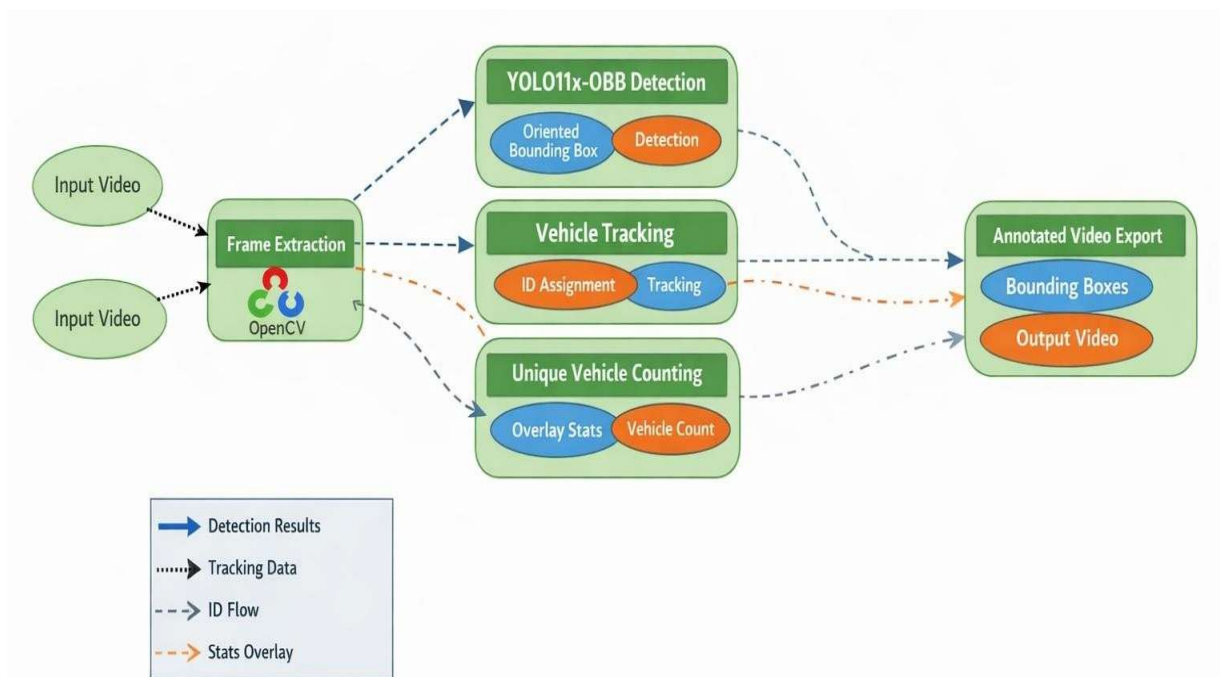 Input Video
Input Video
Frame Extraction
OpenCV
YOLO11x-OBB Detection
Oriented
Bounding Box
Detection
Vehicle Tracking
ID Assignment
Tracking
Unique Vehicle Counting
Overlay Stats
Vehicle Count
Annotated Video Export
Bounding Boxes
Output Video
Detection Results
Tracking Data
ID Flow
Stats Overlay